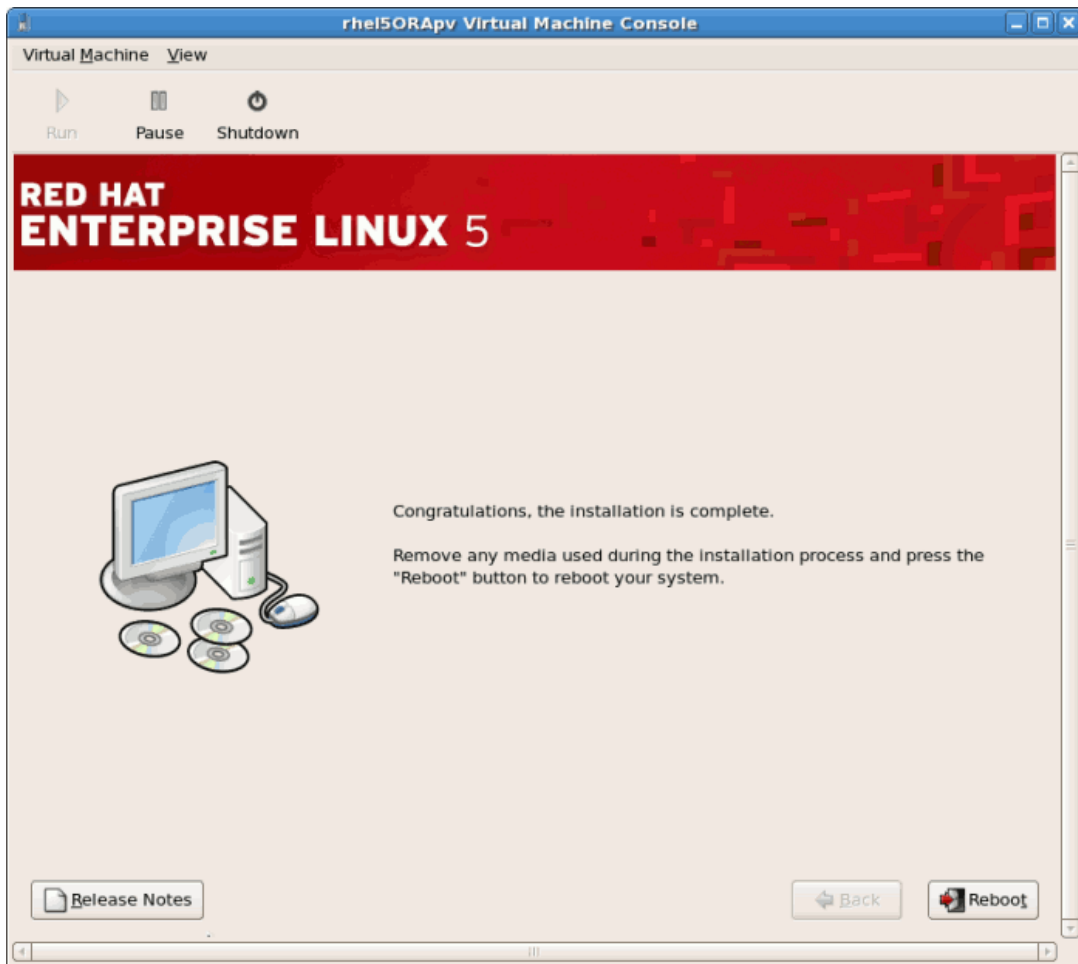 rhel5ORApv Virtual Machine Console
Virtual Machine View
Run Pause Shutdown
RED HAT
ENTERPRISE LINUX 5
Congratulations, the installation is complete.
Remove any media used during the installation process and press the
"Reboot" button to reboot your system.
Release Notes
Back
Reboot